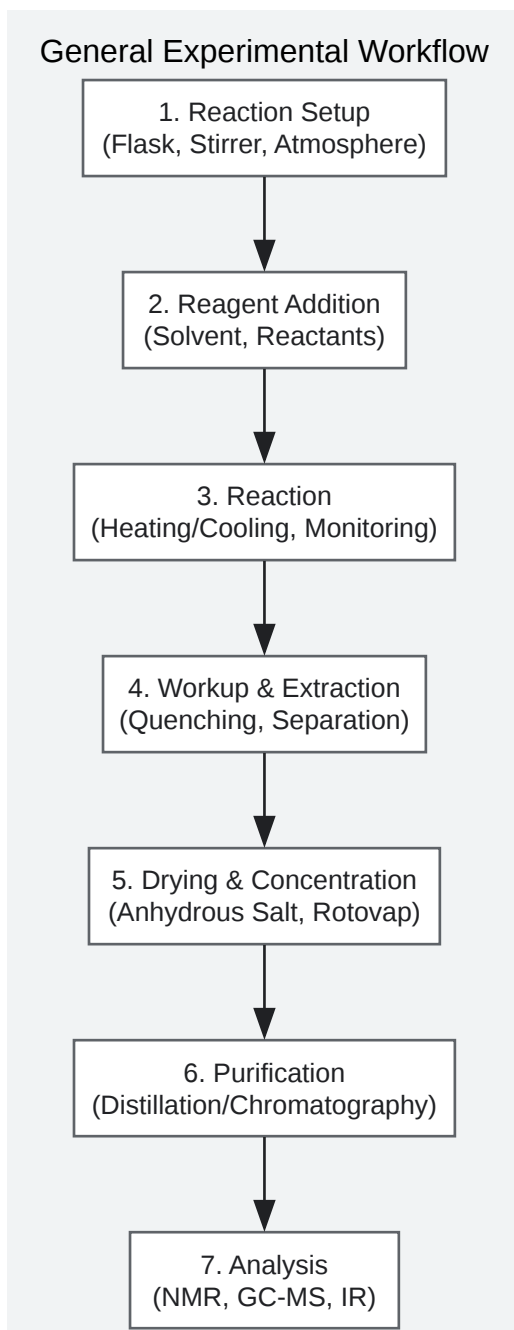 General Experimental Workflow
1. Reaction Setup
(Flask, Stirrer, Atmosphere)
2. Reagent Addition
(Solvent, Reactants)
3. Reaction
(Heating/Cooling, Monitoring)
4. Workup & Extraction
(Quenching, Separation)
5. Drying & Concentration
(Anhydrous Salt, Rotovap)
6. Purification
(Distillation/Chromatography)
7. Analysis
(NMR, GC-MS, IR)